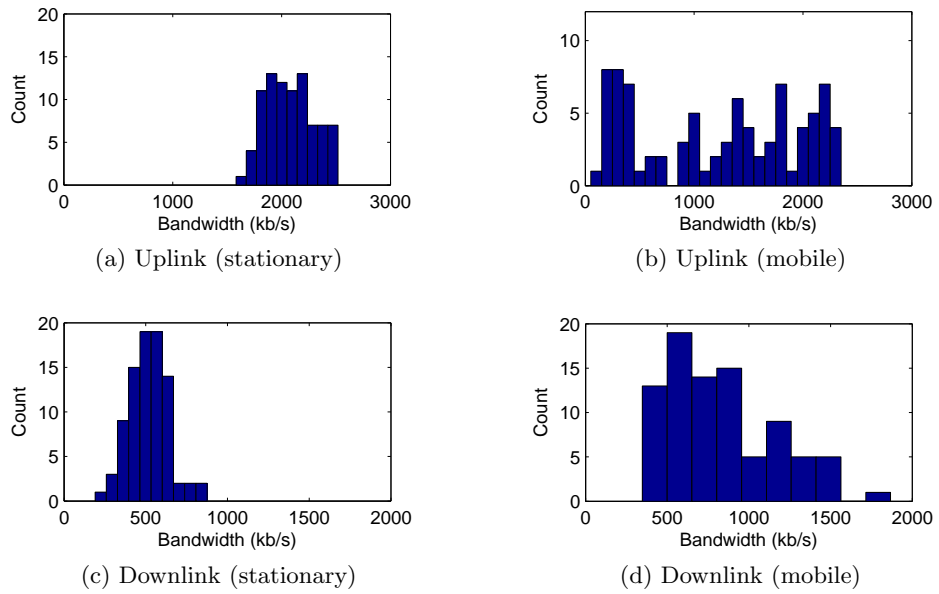 20
15
10
5
0
Count
0 1000 2000 3000
Bandwidth (kb/s)
(a) Uplink (stationary)
10
5
0
Count
0 1000 2000 3000
Bandwidth (kb/s)
(b) Uplink (mobile)
20
15
10
5
0
Count
0 500 1000 1500 2000
Bandwidth (kb/s)
(c) Downlink (stationary)
20
15
10
5
0
Count
0 500 1000 1500 2000
Bandwidth (kb/s)
(d) Downlink (mobile)